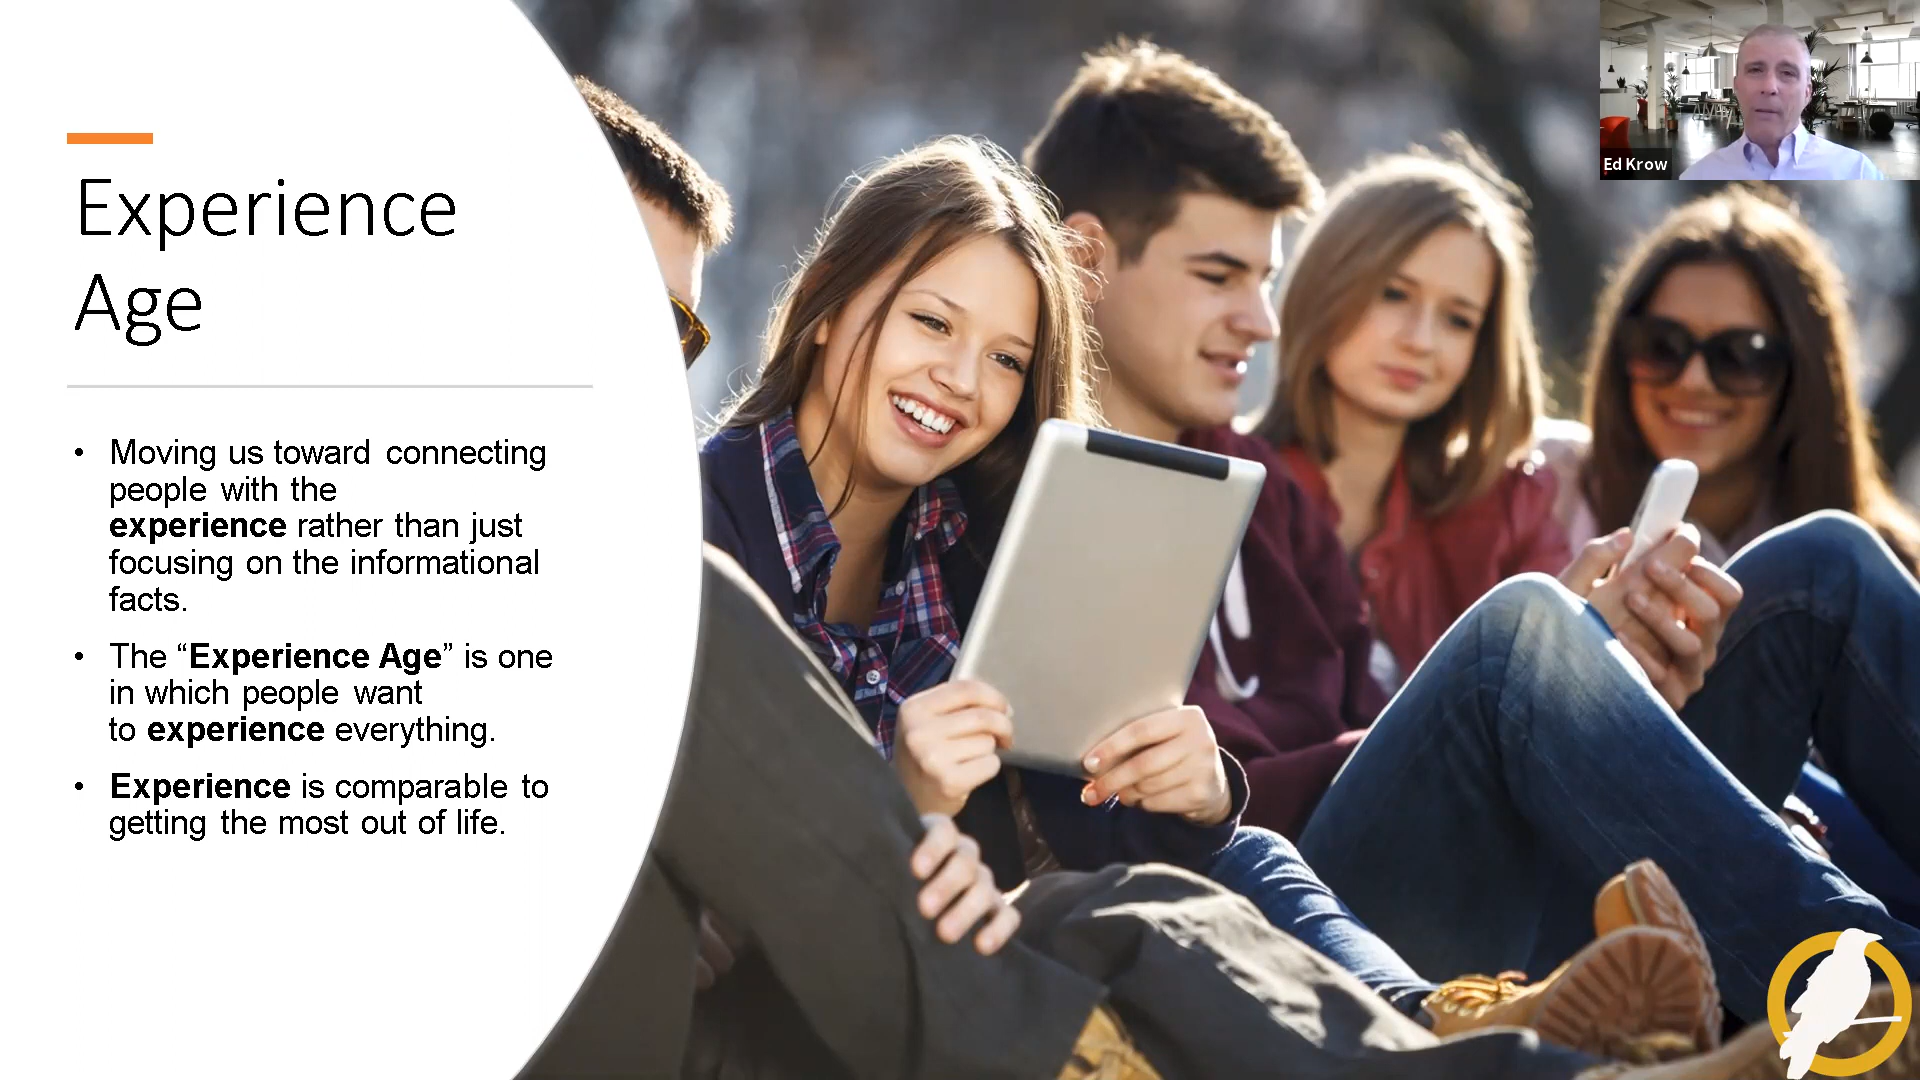 Experience
Age
• Moving us toward connecting
people with the
experience rather than just
focusing on the informational
facts.
• The “Experience Age” is one
in which people want
to experience everything.
• Experience is comparable to
getting the most out of life.
Ed Krow